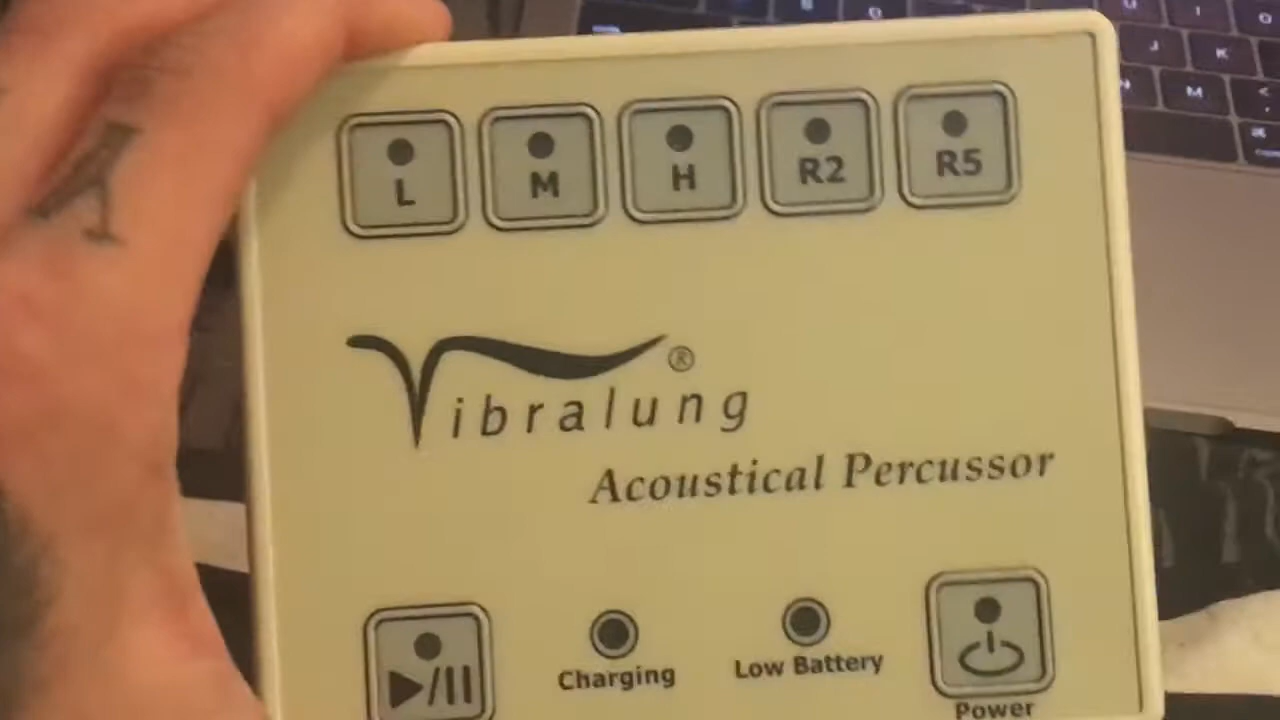 L M H R2 R5
Vibralung®
Acoustical Percussor
Charging Low Battery
Power
J K
M <